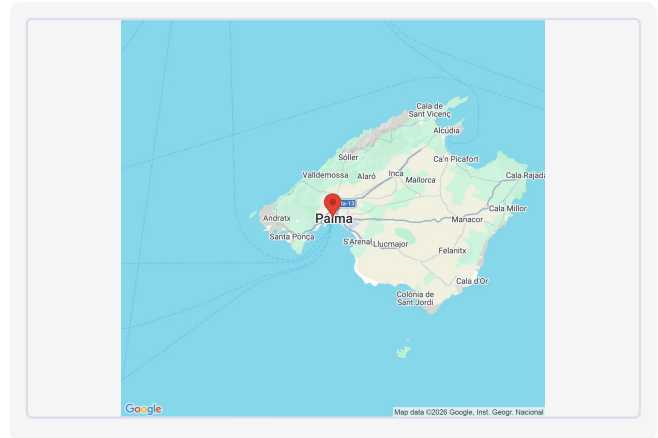 Cala de
Sant Vicenç
Alcúdia
Sóller
Ca'n Picafort
Valldemossa
Alaró
Inca
Mallorca
Cala Rajada
Ma-13
Cala Millor
Andratx
Palma
Manacor
Santa Ponça
S'Arenal
Llucmajor
Felanitx
Cala d'Or
Colònia de
Sant Jordi
Google
Map data ©2026 Google, Inst. Geogr. Nacional